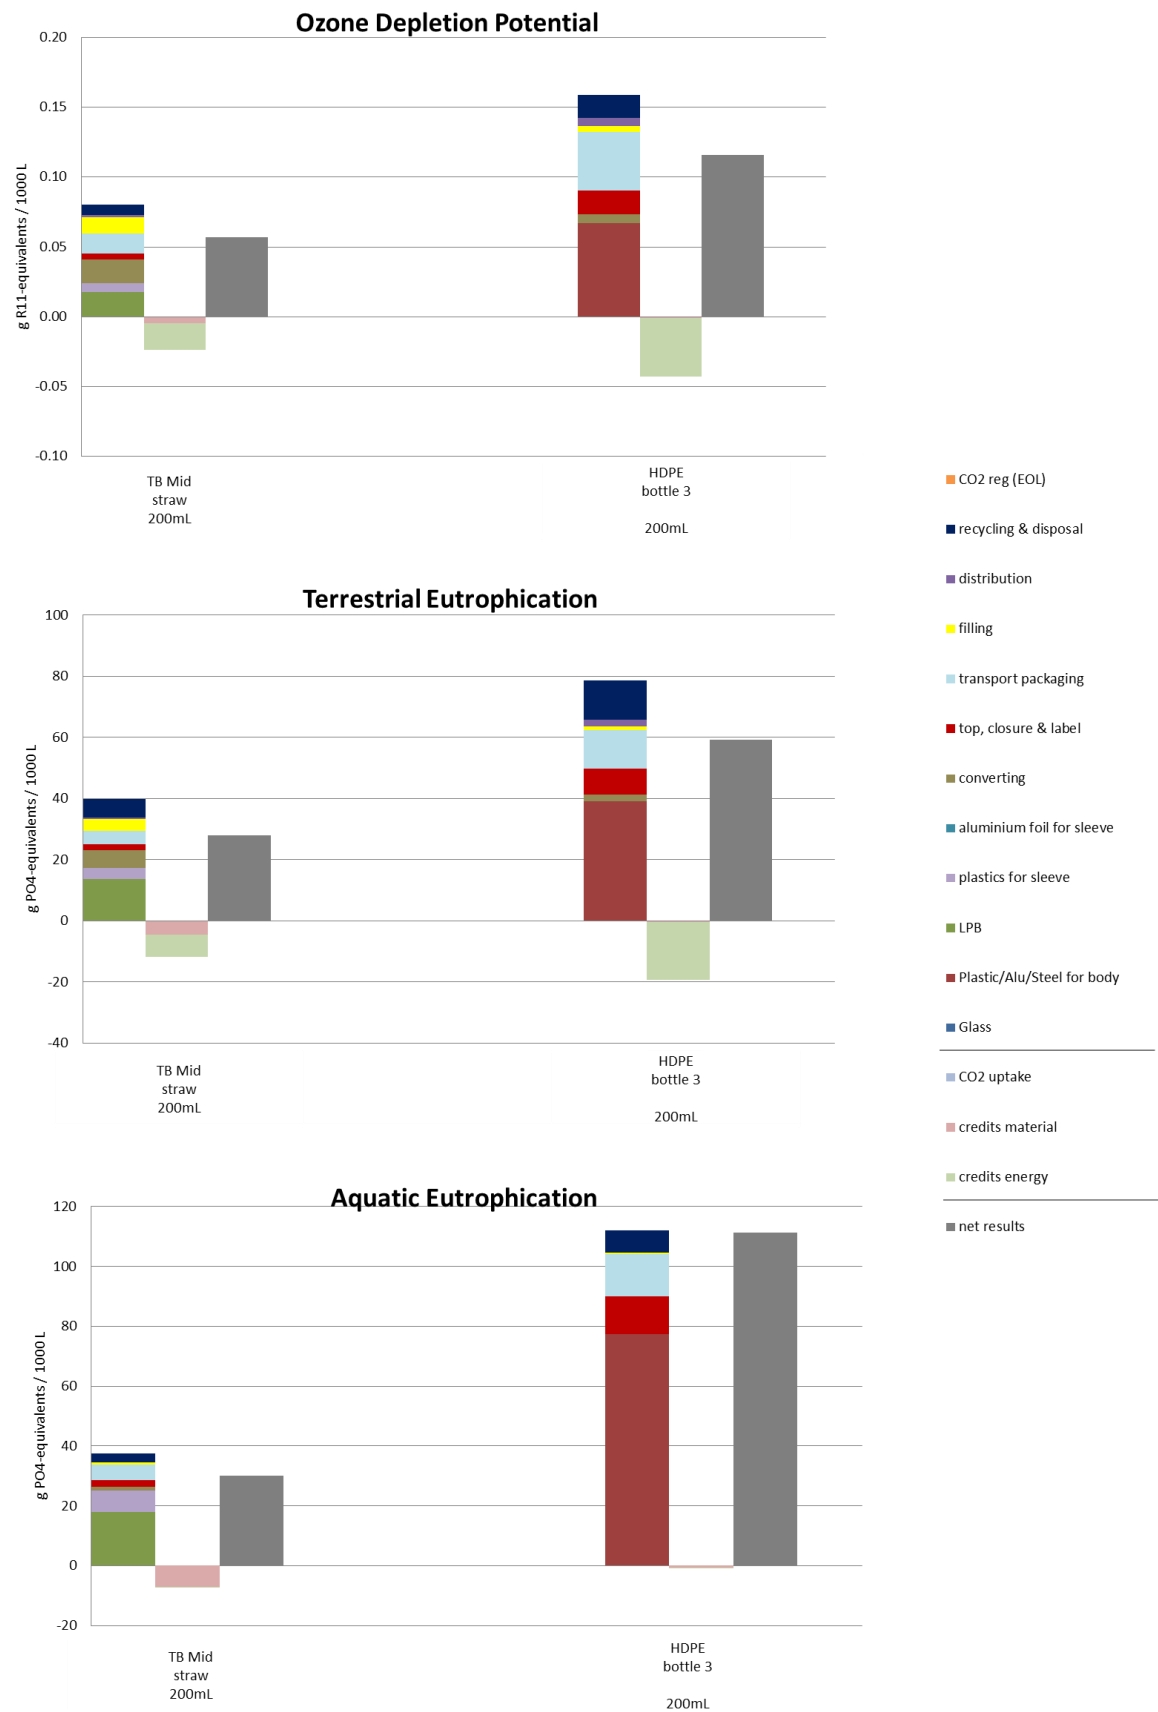 Ozone Depletion Potential
0.20
0.15
0.10
0.05
0.00
-0.05
-0.10
g R11-equivalents / 1000 L
TB Mid
straw
200mL
HDPE
bottle 3
200mL
Terrestrial Eutrophication
100
80
60
40
20
0
-20
-40
g PO4-equivalents / 1000 L
TB Mid
straw
200mL
HDPE
bottle 3
200mL
Aquatic Eutrophication
120
100
80
60
40
20
0
-20
g PO4-equivalents / 1000 L
TB Mid
straw
200mL
HDPE
bottle 3
200mL
CO2 reg (EOL)
recycling & disposal
distribution
filling
transport packaging
top, closure & label
converting
aluminium foil for sleeve
plastics for sleeve
LPB
Plastic/Alu/Steel for body
Glass
CO2 uptake
credits material
credits energy
net results